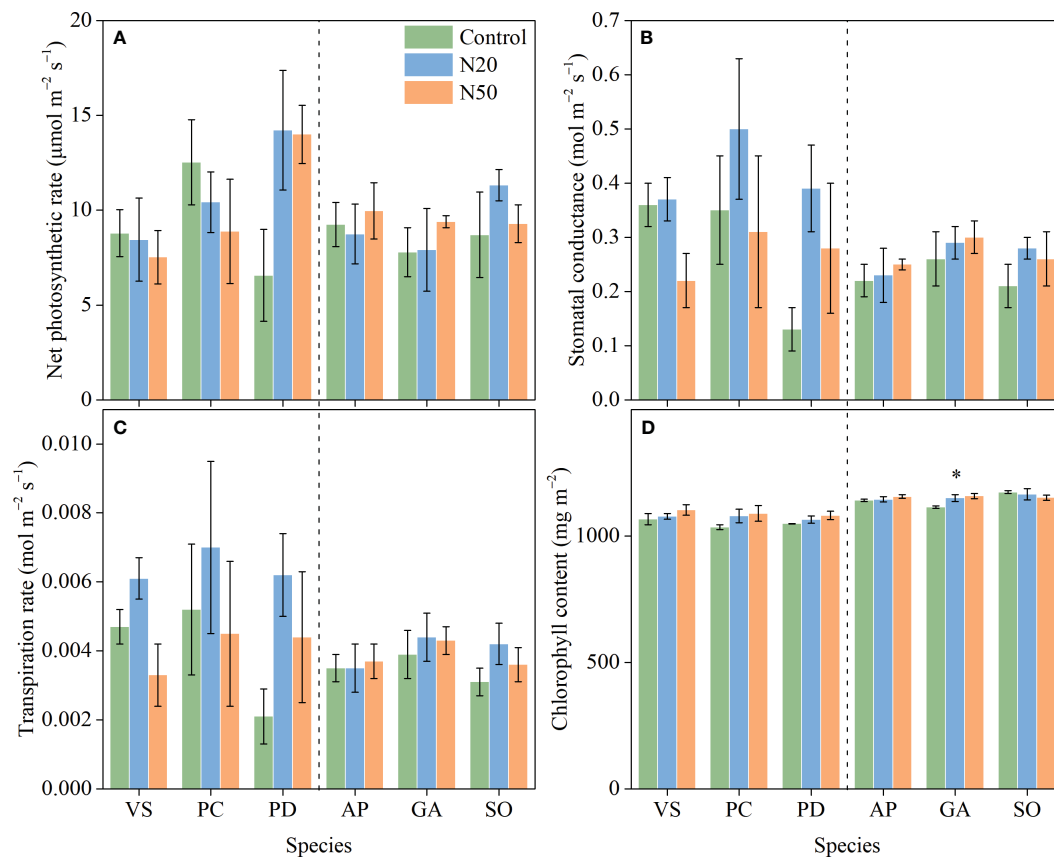 A
Control
N20
N50
Net photosynthetic rate (µmol m⁻² s⁻¹)
20
15
10
5
0
B
Stomatal conductance (mol m⁻² s⁻¹)
0.7
0.6
0.5
0.4
0.3
0.2
0.1
0.0
C
Transpiration rate (mol m⁻² s⁻¹)
0.010
0.008
0.006
0.004
0.002
0.000
VS PC PD AP GA SO
Species
D
*
Chlorophyll content (mg m⁻²)
1000
500
0
VS PC PD AP GA SO
Species